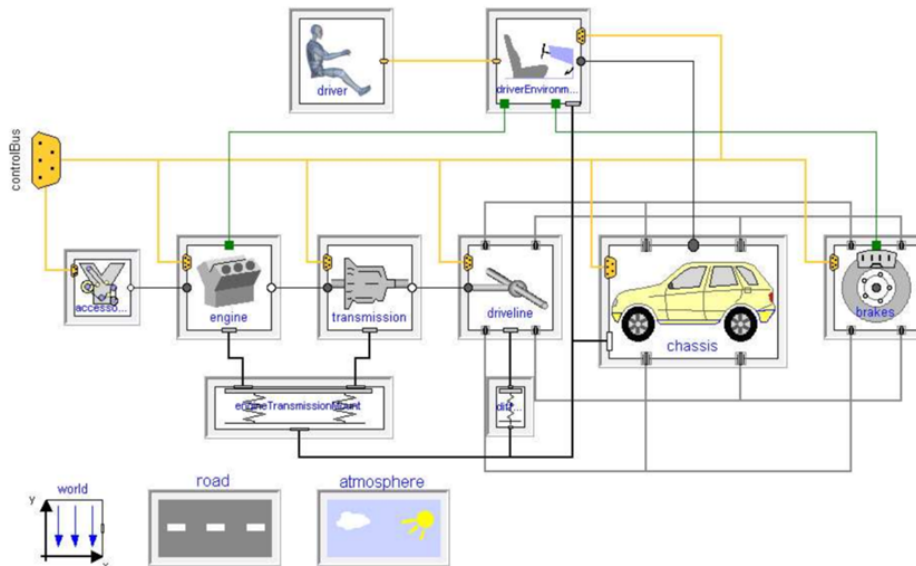 driver
driverEnvironm...
controlBus
accesso...
engine
transmission
driveline
chassis
brakes
engineTransmissionMount
world
road
atmosphere
y